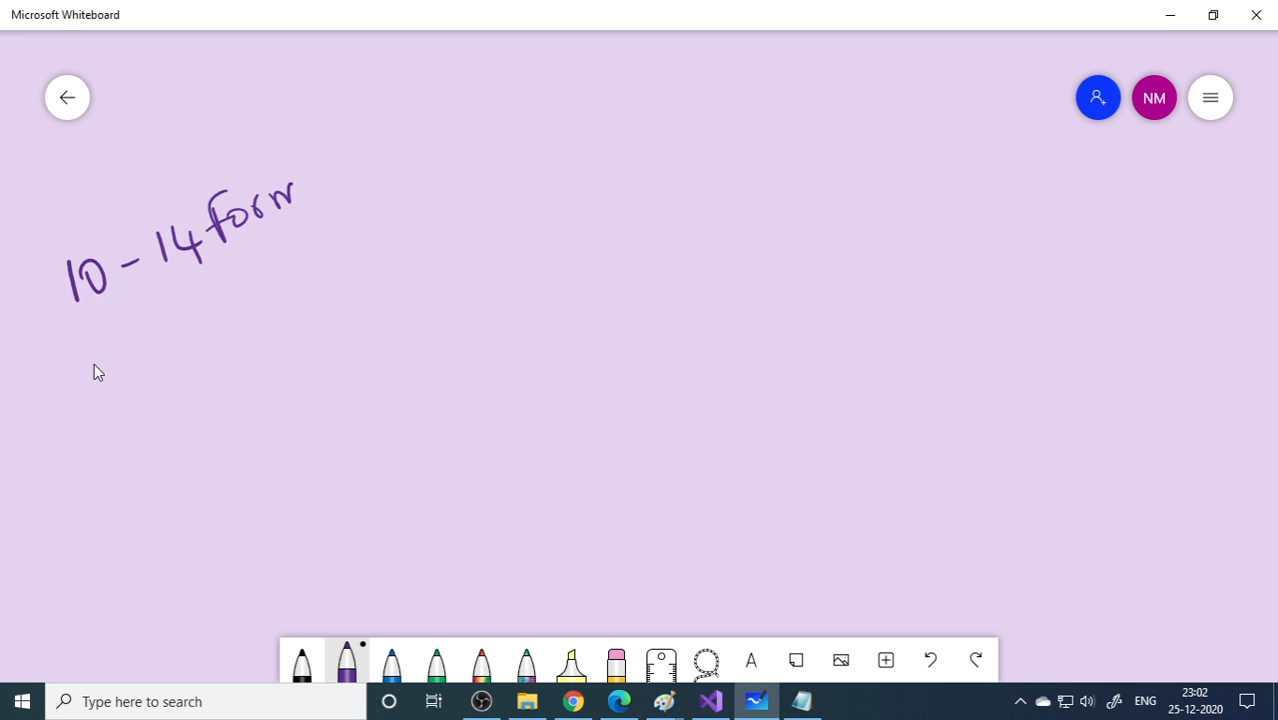 Microsoft Whiteboard
NM
10 - 14 Form
A
Type here to search
ENG
23:02
25-12-2020